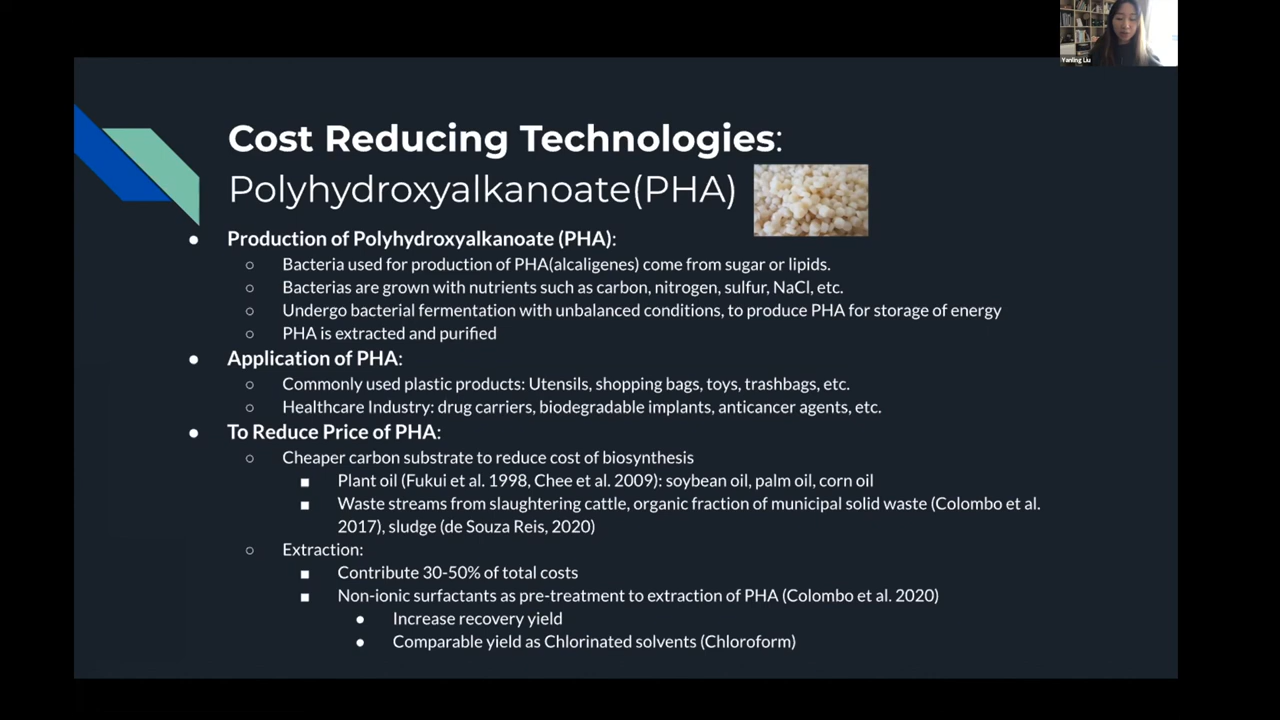 Yanling Liu
Cost Reducing Technologies:
Polyhydroxyalkanoate(PHA)
● Production of Polyhydroxyalkanoate (PHA):
○ Bacteria used for production of PHA(alcaligenes) come from sugar or lipids.
○ Bacterias are grown with nutrients such as carbon, nitrogen, sulfur, NaCl, etc.
○ Undergo bacterial fermentation with unbalanced conditions, to produce PHA for storage of energy
○ PHA is extracted and purified
● Application of PHA:
○ Commonly used plastic products: Utensils, shopping bags, toys, trashbags, etc.
○ Healthcare Industry: drug carriers, biodegradable implants, anticancer agents, etc.
● To Reduce Price of PHA:
○ Cheaper carbon substrate to reduce cost of biosynthesis
■ Plant oil (Fukui et al. 1998, Chee et al. 2009): soybean oil, palm oil, corn oil
■ Waste streams from slaughtering cattle, organic fraction of municipal solid waste (Colombo et al.
2017), sludge (de Souza Reis, 2020)
○ Extraction:
■ Contribute 30-50% of total costs
■ Non-ionic surfactants as pre-treatment to extraction of PHA (Colombo et al. 2020)
● Increase recovery yield
● Comparable yield as Chlorinated solvents (Chloroform)